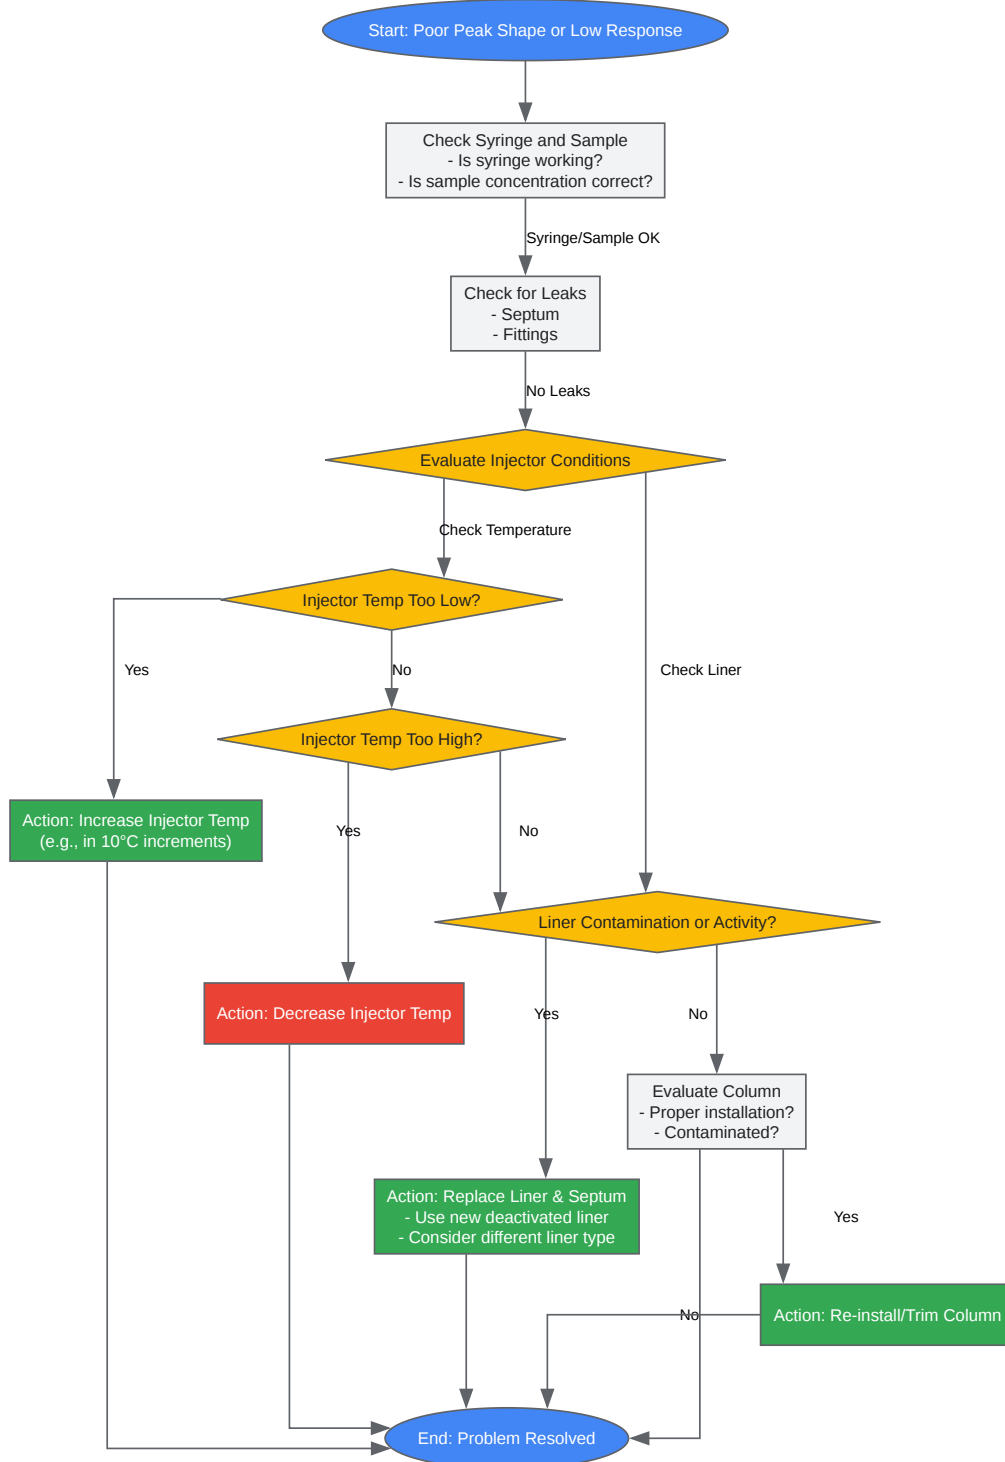 Start: Poor Peak Shape or Low Response
Check Syringe and Sample
- Is syringe working?
- Is sample concentration correct?
Syringe/Sample OK
Check for Leaks
- Septum
- Fittings
No Leaks
Evaluate Injector Conditions
Check Temperature
Injector Temp Too Low?
Yes
No
Check Liner
Injector Temp Too High?
Action: Increase Injector Temp
(e.g., in 10°C increments)
Yes
No
Liner Contamination or Activity?
Action: Decrease Injector Temp
Yes
No
Evaluate Column
- Proper installation?
- Contaminated?
Action: Replace Liner & Septum
- Use new deactivated liner
- Consider different liner type
Yes
No
Action: Re-install/Trim Column
End: Problem Resolved